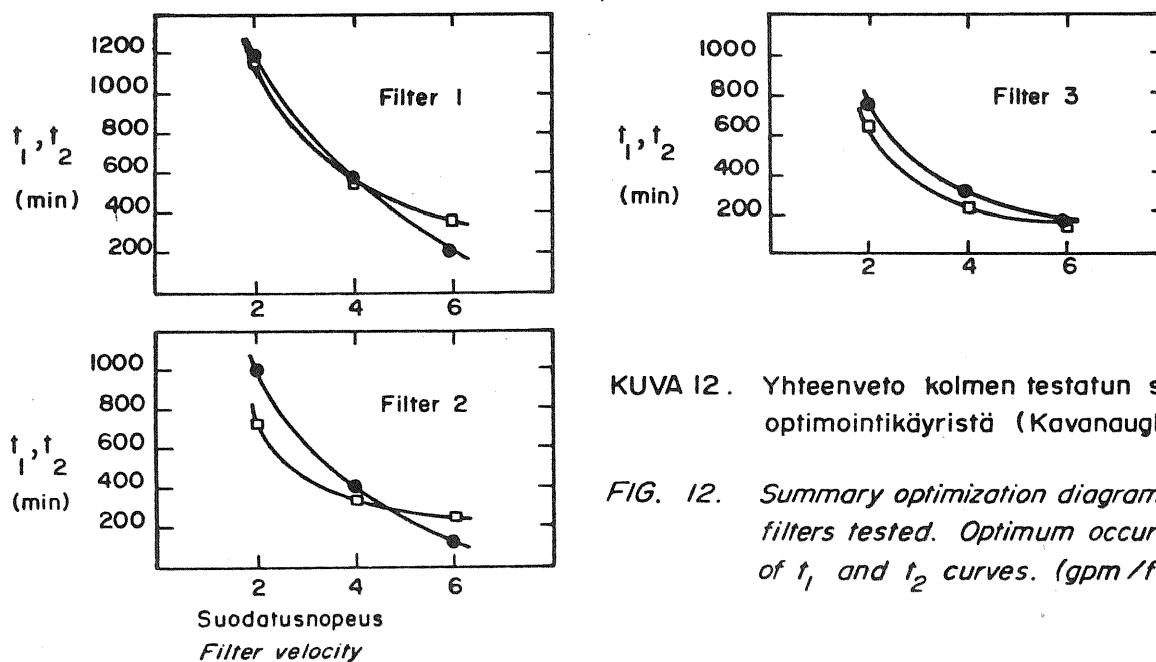 1200
1000
800
600
400
200
t1, t2
(min)
Filter 1
2 4 6
1000
800
600
400
200
t1, t2
(min)
Filter 2
2 4 6
Suodatusnopeus
Filter velocity
1000
800
600
400
200
t1, t2
(min)
Filter 3
2 4 6
KUVA 12. Yhteenveto kolmen testatun
optimointikäyristä (Kavanaugh
FIG. 12. Summary optimization diagram
filters tested. Optimum occur
of t1 and t2 curves. (gpm/f